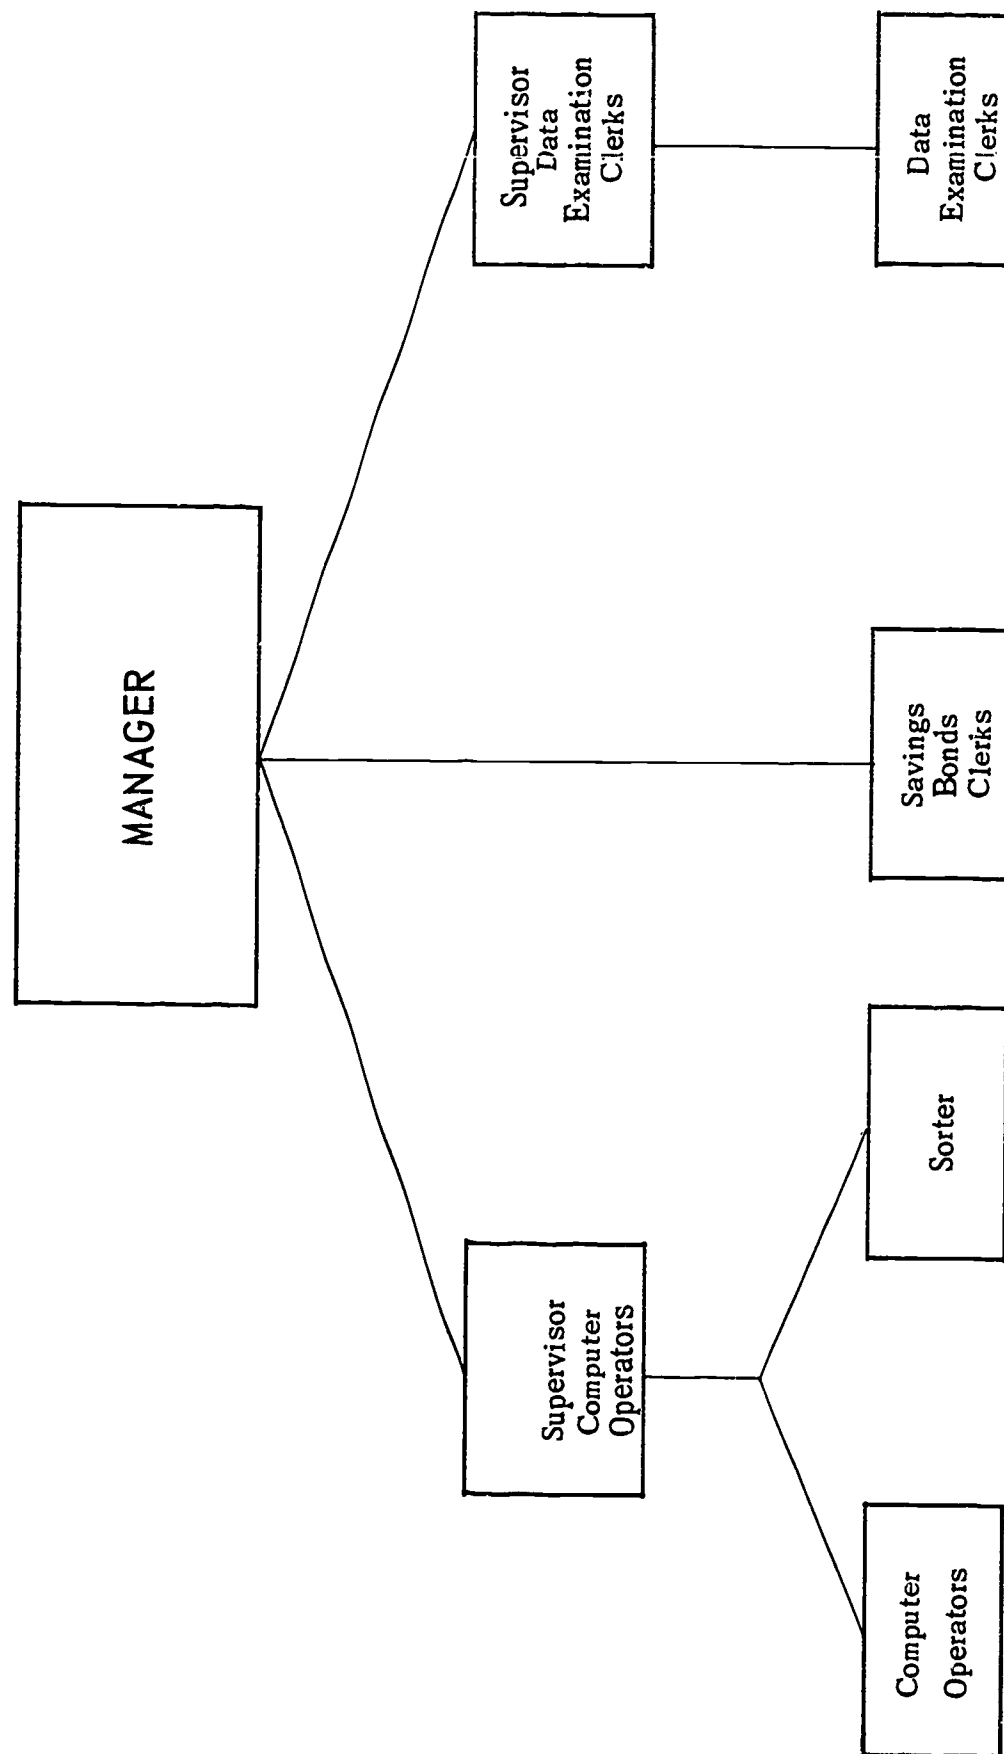 MANAGER
Supervisor
Computer
Operators
Supervisor
Data
Examination
Clerks
Computer
Operators
Sorter
Savings
Bonds
Clerks
Data
Examination
Clerks